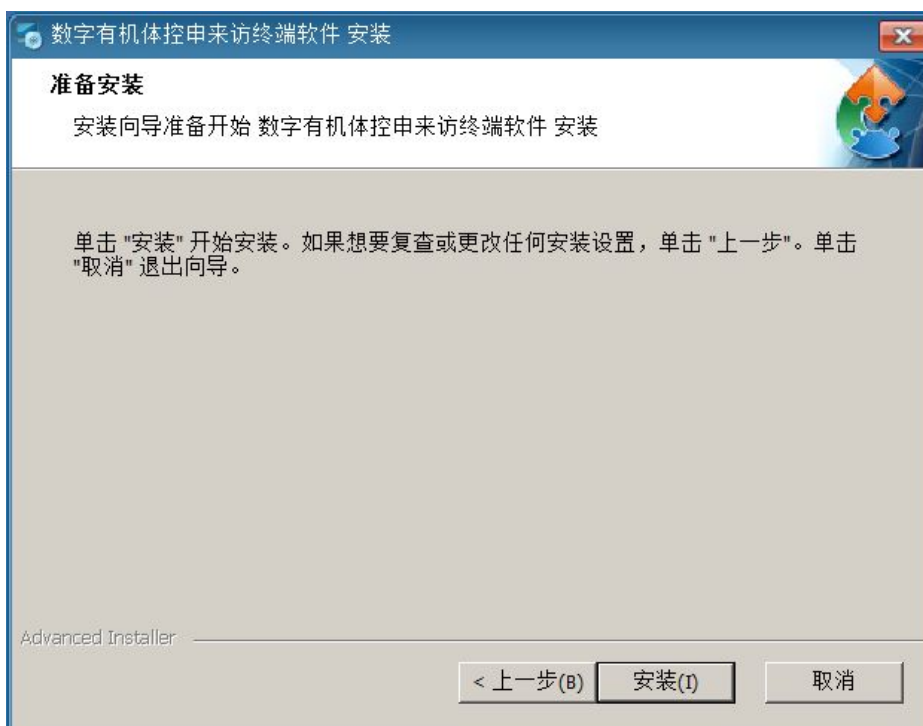 数字有机体控申来访终端软件 安装
准备安装
安装向导准备开始 数字有机体控申来访终端软件 安装
单击 "安装" 开始安装。如果想要复查或更改任何安装设置，单击 "上一步"。单击
"取消" 退出向导。
Advanced Installer
< 上一步(B) 安装(I) 取消